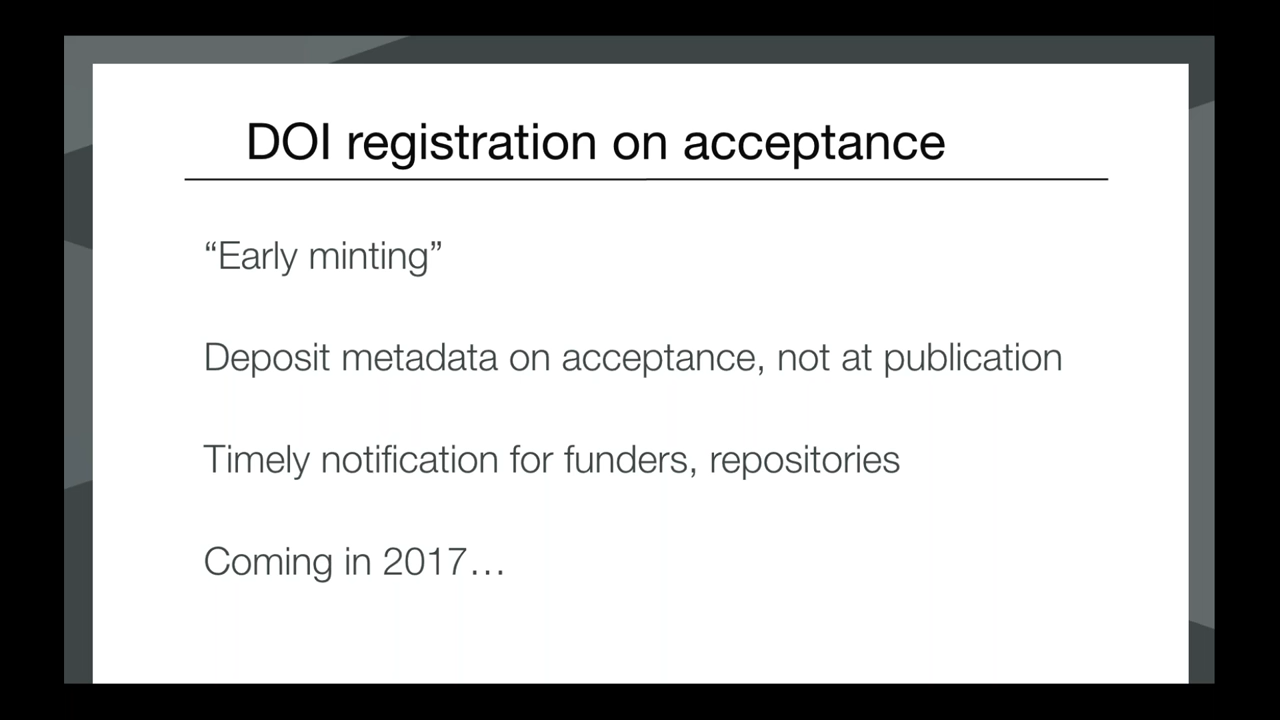 DOI registration on acceptance
“Early minting”
Deposit metadata on acceptance, not at publication
Timely notification for funders, repositories
Coming in 2017…